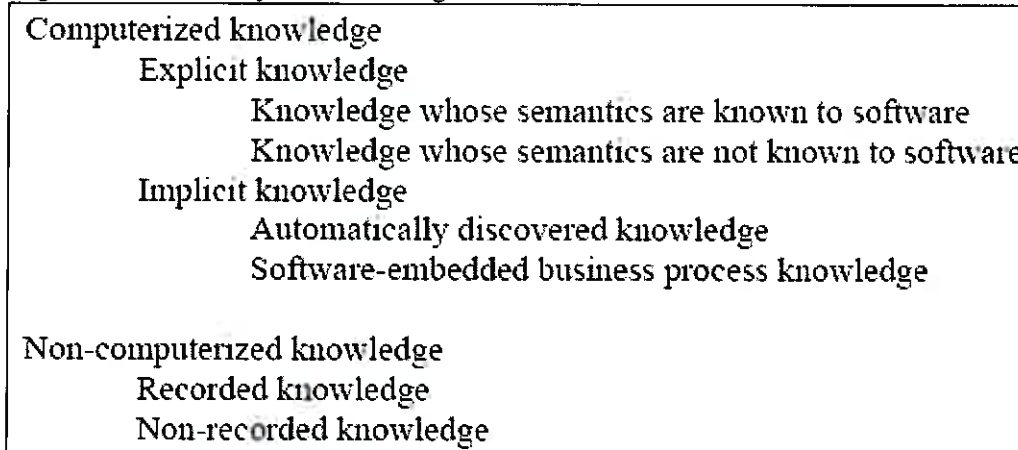 Computerized knowledge
Explicit knowledge
Knowledge whose semantics are known to software
Knowledge whose semantics are not known to software
Implicit knowledge
Automatically discovered knowledge
Software-embedded business process knowledge
Non-computerized knowledge
Recorded knowledge
Non-recorded knowledge